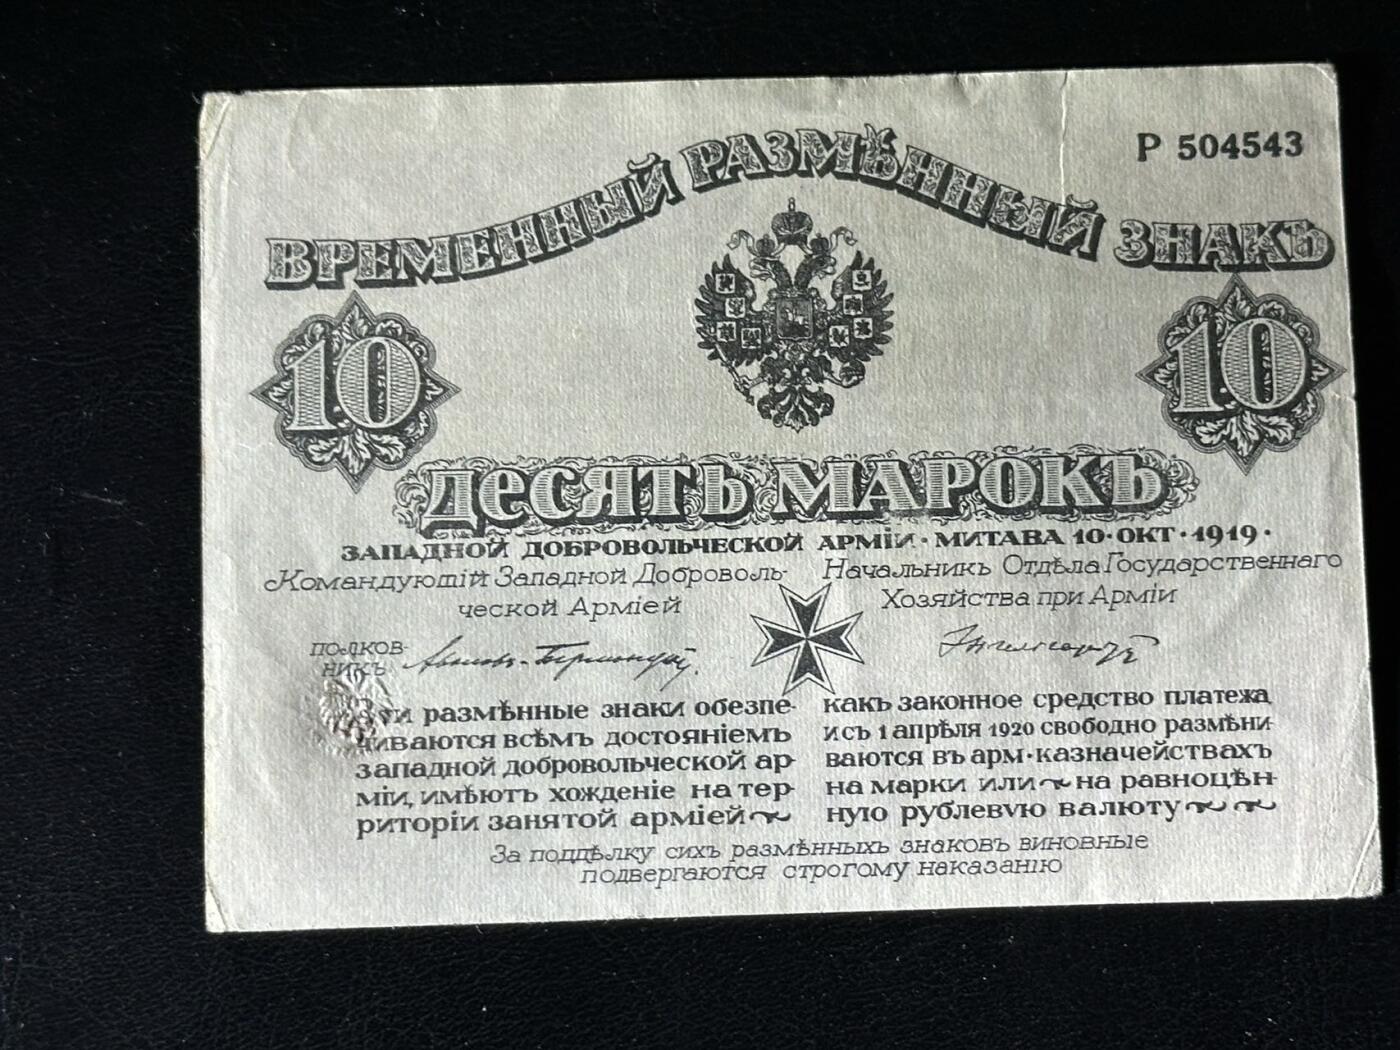 Р 504543
ВРЕМЕННЫЙ РАЗМѢННЫЙ ЗНАКЪ
10 10
ДЕСЯТЬ МАРОКЪ
ЗАПАДНОЙ ДОБРОВОЛЬЧЕСКОЙ АРМІИ · МИТАВА 10 · ОКТ · 1919 ·
Командующій Западной Доброволь-
ческой Арміей
Начальникъ Отдѣла Государственнаго
Хозяйства при Арміи
полков-
никъ Аваловъ-Бермондтъ.
Энгельгардтъ
Эти размѣнные знаки обезпе-
чиваются всѣмъ достояніемъ
западной добровольческой ар-
міи, имѣютъ хожденіе на тер-
риторіи занятой арміей
какъ законное средство платежа
и съ 1 апрѣля 1920 свободно размѣни
ваются въ арм · казначействахъ
на марки или на равноцѣн-
ную рублевую валюту
За поддѣлку сихъ размѣнныхъ знаковъ виновные
подвергаются строгому наказанію